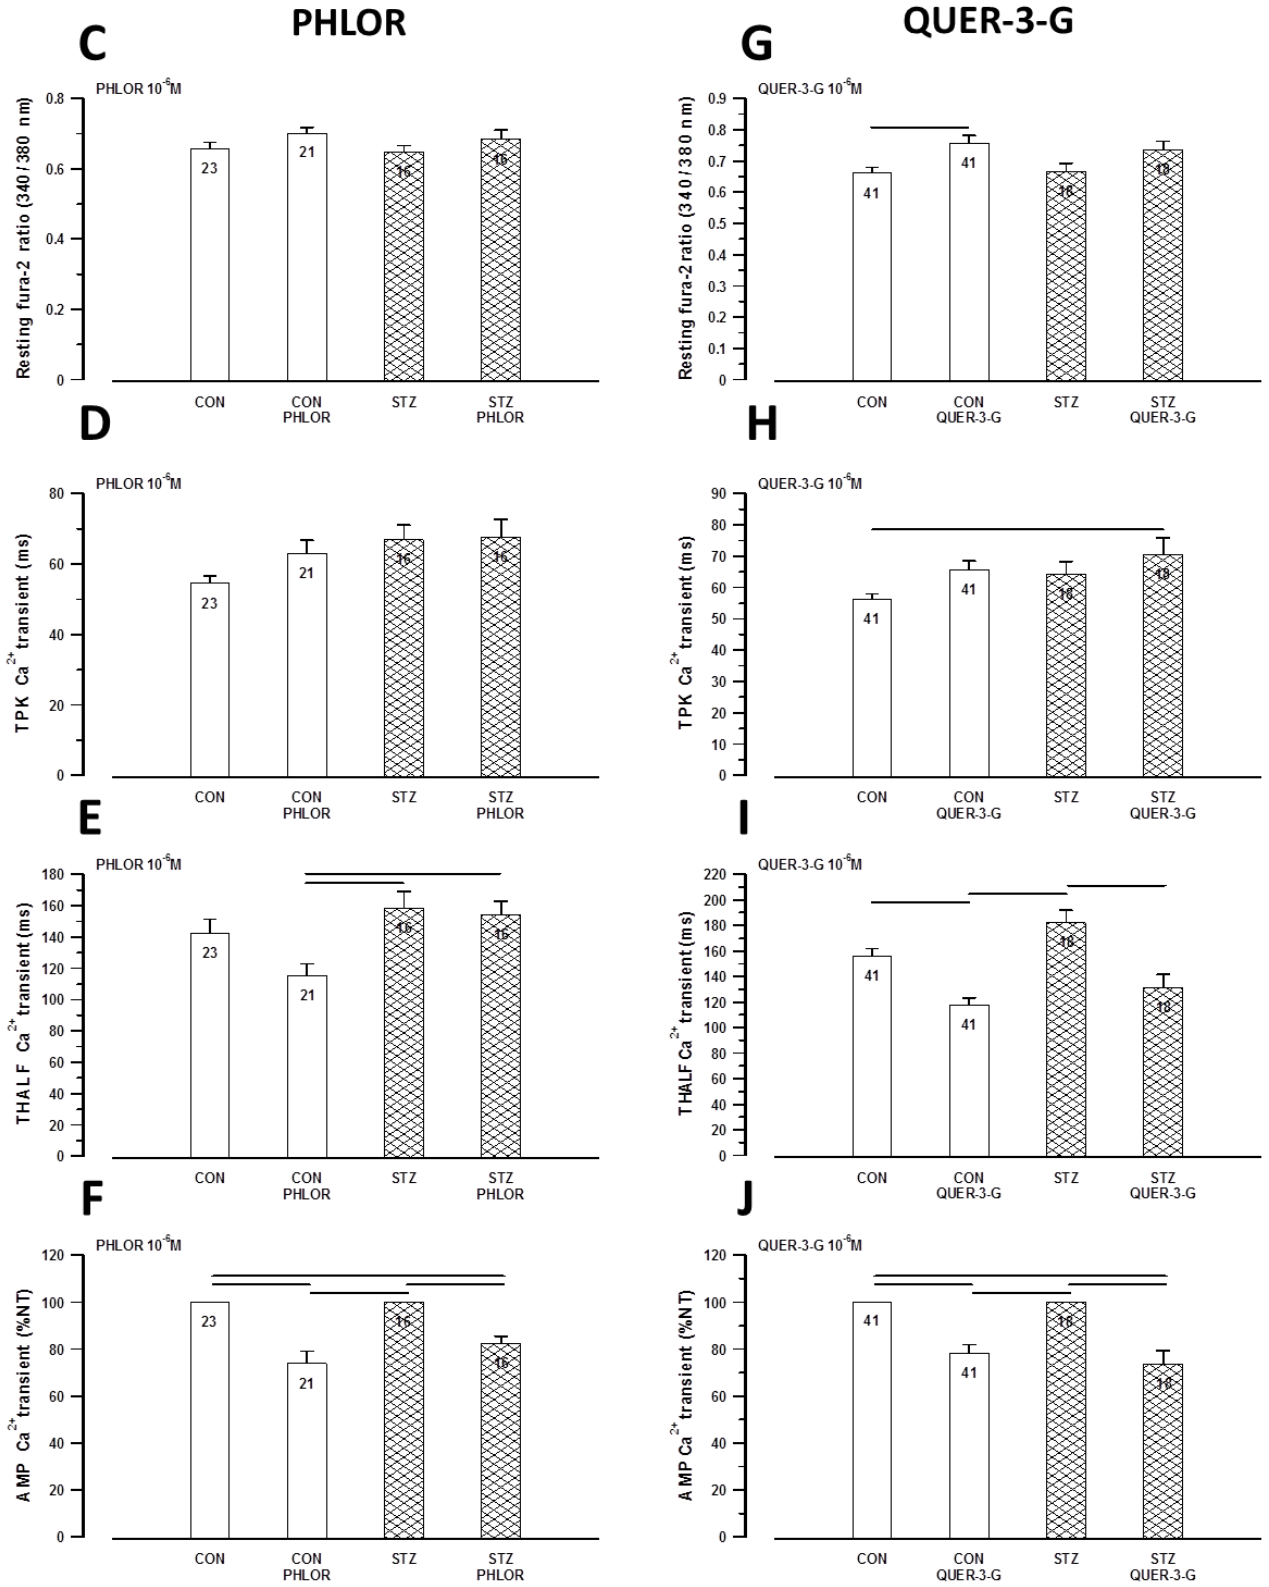 PHLOR
QUER-3-G
C
PHLOR 10⁻⁶M
Resting fura-2 ratio (340/380 nm)
0.8
0.6
0.4
0.2
0
23
21
16
16
CON
CON
PHLOR
STZ
STZ
PHLOR
G
QUER-3-G 10⁻⁶M
Resting fura-2 ratio (340/380 nm)
0.9
0.8
0.7
0.6
0.5
0.4
0.3
0.2
0.1
0
41
41
18
18
CON
CON
QUER-3-G
STZ
STZ
QUER-3-G
D
PHLOR 10⁻⁶M
TPK Ca²⁺ transient (ms)
80
60
40
20
0
23
21
16
16
CON
CON
PHLOR
STZ
STZ
PHLOR
H
QUER-3-G 10⁻⁶M
TPK Ca²⁺ transient (ms)
90
80
70
60
50
40
30
20
10
0
41
41
18
18
CON
CON
QUER-3-G
STZ
STZ
QUER-3-G
E
PHLOR 10⁻⁶M
THALF Ca²⁺ transient (ms)
180
160
140
120
100
80
60
40
20
0
23
21
16
16
CON
CON
PHLOR
STZ
STZ
PHLOR
I
QUER-3-G 10⁻⁶M
THALF Ca²⁺ transient (ms)
220
200
180
160
140
120
100
80
60
40
20
0
41
41
18
18
CON
CON
QUER-3-G
STZ
STZ
QUER-3-G
F
PHLOR 10⁻⁶M
AMP Ca²⁺ transient (%NT)
120
100
80
60
40
20
0
23
21
16
16
CON
CON
PHLOR
STZ
STZ
PHLOR
J
QUER-3-G 10⁻⁶M
AMP Ca²⁺ transient (%NT)
120
100
80
60
40
20
0
41
41
18
18
CON
CON
QUER-3-G
STZ
STZ
QUER-3-G